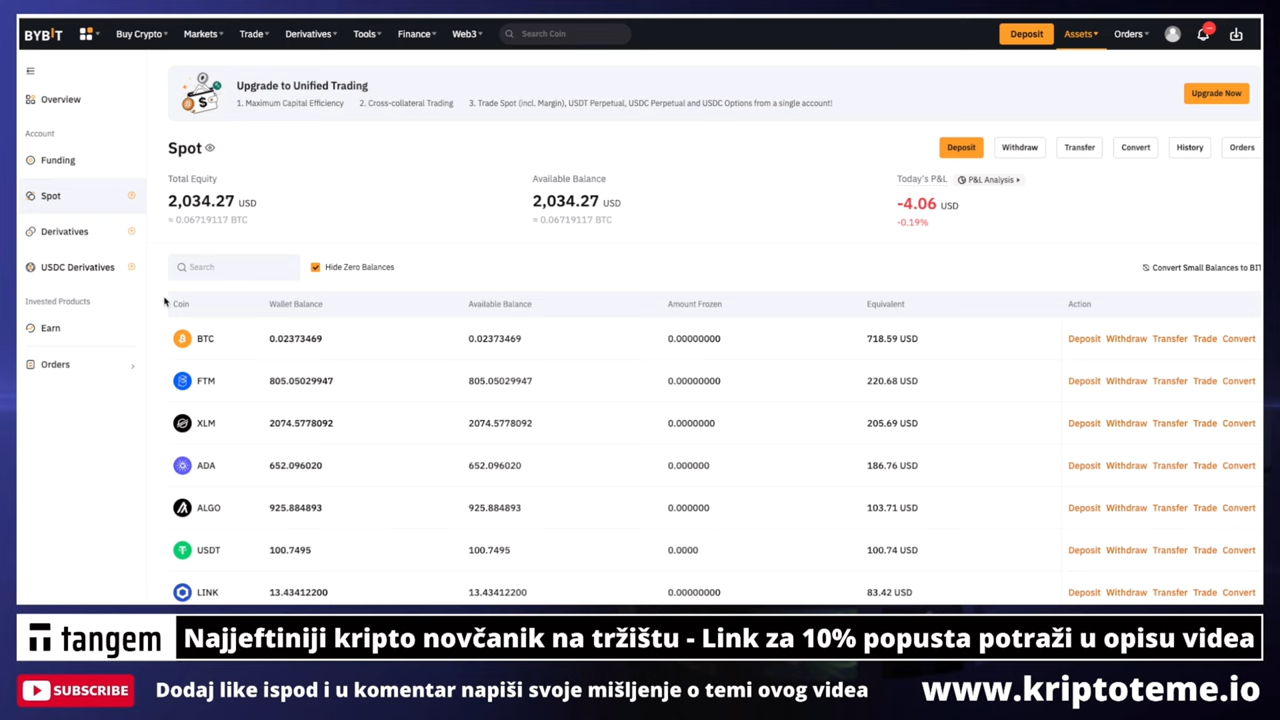 BYBIT Buy Crypto Markets Trade Derivatives Tools Finance Web3 Search Coin Deposit Assets Orders
Upgrade to Unified Trading
1. Maximum Capital Efficiency 2. Cross-collateral Trading 3. Trade Spot (incl. Margin), USDT Perpetual, USDC Perpetual and USDC Options from a single account!
Upgrade Now
Overview
Account
Funding
Spot
Derivatives
USDC Derivatives
Invested Products
Earn
Orders
Spot
Deposit Withdraw Transfer Convert History Orders
Total Equity Available Balance Today's P&L P&L Analysis
2,034.27 USD 2,034.27 USD -4.06 USD
≈ 0.06719117 BTC ≈ 0.06719117 BTC -0.19%
Search Hide Zero Balances Convert Small Balances to BIT
Coin Wallet Balance Available Balance Amount Frozen Equivalent Action
BTC 0.02373469 0.02373469 0.00000000 718.59 USD Deposit Withdraw Transfer Trade Convert
FTM 805.05029947 805.05029947 0.00000000 220.68 USD Deposit Withdraw Transfer Trade Convert
XLM 2074.5778092 2074.5778092 0.0000000 205.69 USD Deposit Withdraw Transfer Trade Convert
ADA 652.096020 652.096020 0.000000 186.76 USD Deposit Withdraw Transfer Trade Convert
ALGO 925.884893 925.884893 0.000000 103.71 USD Deposit Withdraw Transfer Trade Convert
USDT 100.7495 100.7495 0.0000 100.74 USD Deposit Withdraw Transfer Trade Convert
LINK 13.43412200 13.43412200 0.00000000 83.42 USD Deposit Withdraw Transfer Trade Convert
tangem Najjeftiniji kripto novčanik na tržištu - Link za 10% popusta potraži u opisu videa
SUBSCRIBE Dodaj like ispod i u komentar napiši svoje mišljenje o temi ovog videa www.kriptoteme.io